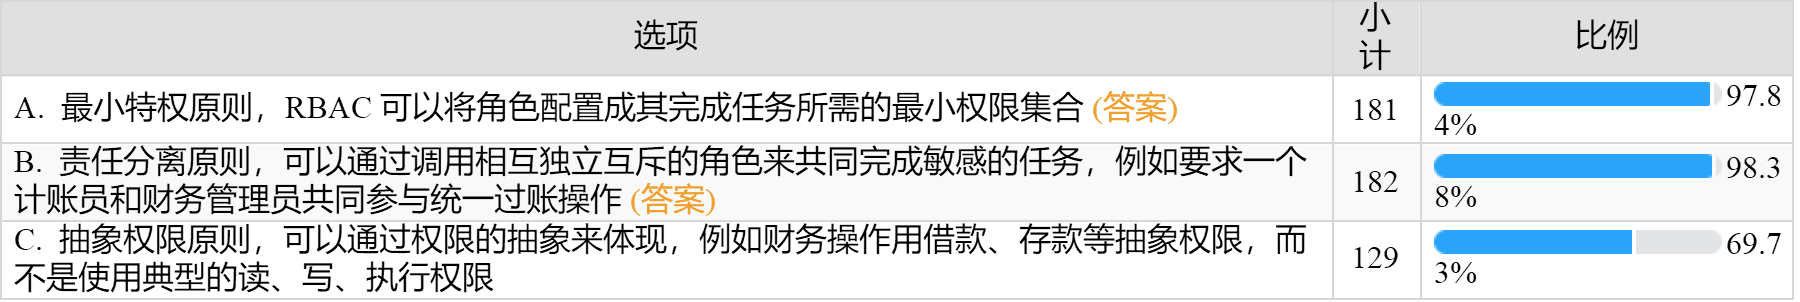 选项 小计 比例
A. 最小特权原则，RBAC 可以将角色配置成其完成任务所需的最小权限集合 (答案) 181 97.84%
B. 责任分离原则，可以通过调用相互独立互斥的角色来共同完成敏感的任务，例如要求一个
计账员和财务管理员共同参与统一过账操作 (答案) 182 98.38%
C. 抽象权限原则，可以通过权限的抽象来体现，例如财务操作用借款、存款等抽象权限，而
不是使用典型的读、写、执行权限 129 69.73%